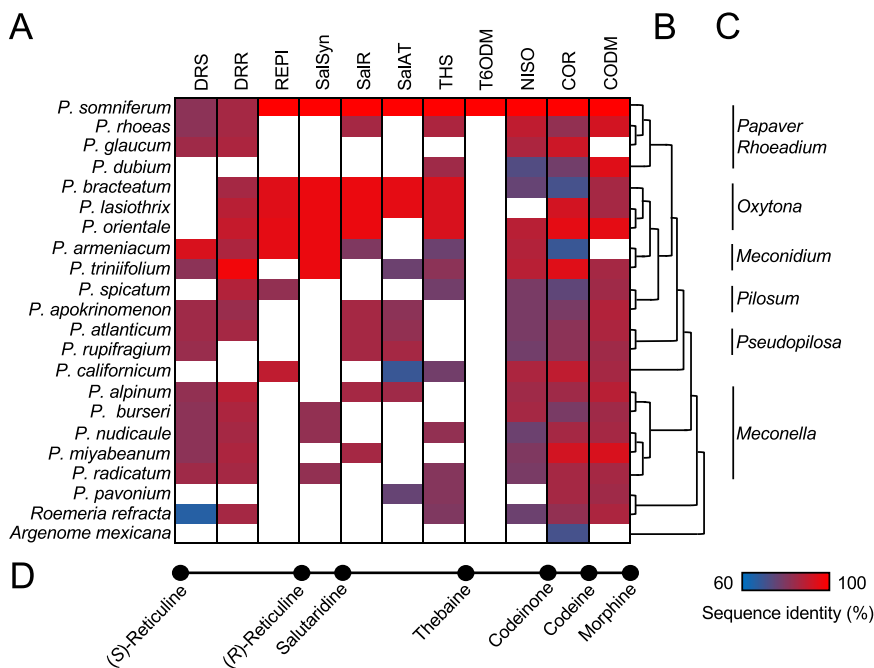 A
B
C
DRS
DRR
REPI
SalSyn
SalR
SalAT
THS
T6ODM
NISO
COR
CODM
P. somniferum
P. rhoeas
P. glaucum
P. dubium
P. bracteatum
P. lasiothrix
P. orientale
P. armeniacum
P. triniifolium
P. spicatum
P. apokrinomenon
P. atlanticum
P. rupifragium
P. californicum
P. alpinum
P. burseri
P. nudicaule
P. miyabeanum
P. radicatum
P. pavonium
Roemeria refracta
Argenome mexicana
Papaver
Rhoeadium
Oxytona
Meconidium
Pilosum
Pseudopilosa
Meconella
D
(S)-Reticuline
(R)-Reticuline
Salutaridine
Thebaine
Codeinone
Codeine
Morphine
60
100
Sequence identity (%)